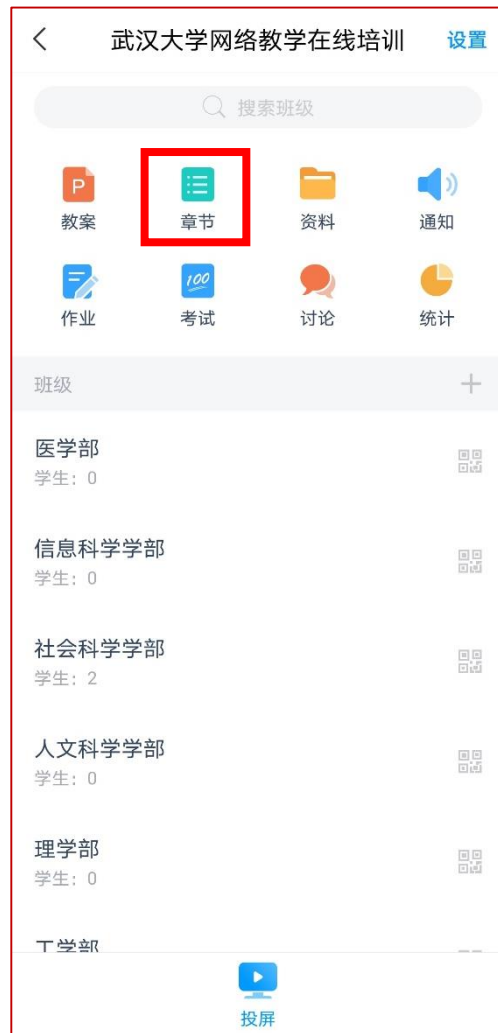 武汉大学网络教学在线培训 设置
搜索班级
P
100
教案 章节 资料 通知
作业 考试 讨论 统计
班级
医学部
学生：0
信息科学学部
学生：0
社会科学学部
学生：2
人文科学学部
学生：0
理学部
学生：0
工学部
投屏